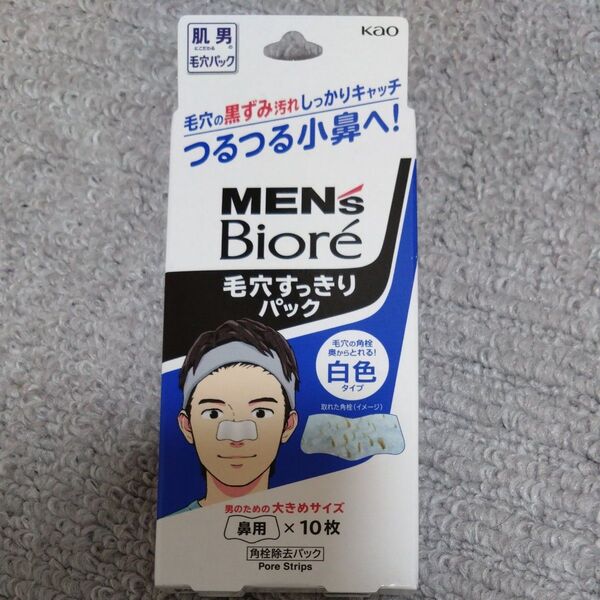 肌男の
にこだわる
毛穴パック
Kao
毛穴の黒ずみ汚れしっかりキャッチ
つるつる小鼻へ!
MEN's
Bioré
毛穴すっきり
パック
毛穴の角栓
奥からとれる!
白色
タイプ
取れた角栓(イメージ)
男のための大きめサイズ
鼻用×10枚
角栓除去パック
Pore Strips